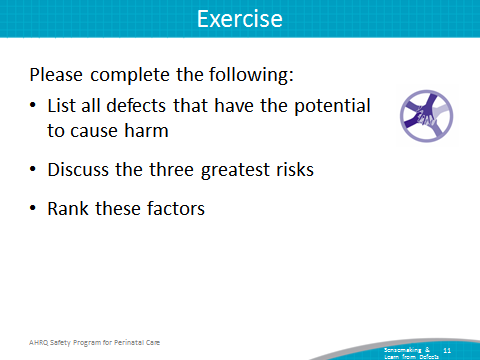 Exercise
Please complete the following:
• List all defects that have the potential
to cause harm
• Discuss the three greatest risks
• Rank these factors
AHRQ Safety Program for Perinatal Care
Sensemaking &
Learn from Defects
11